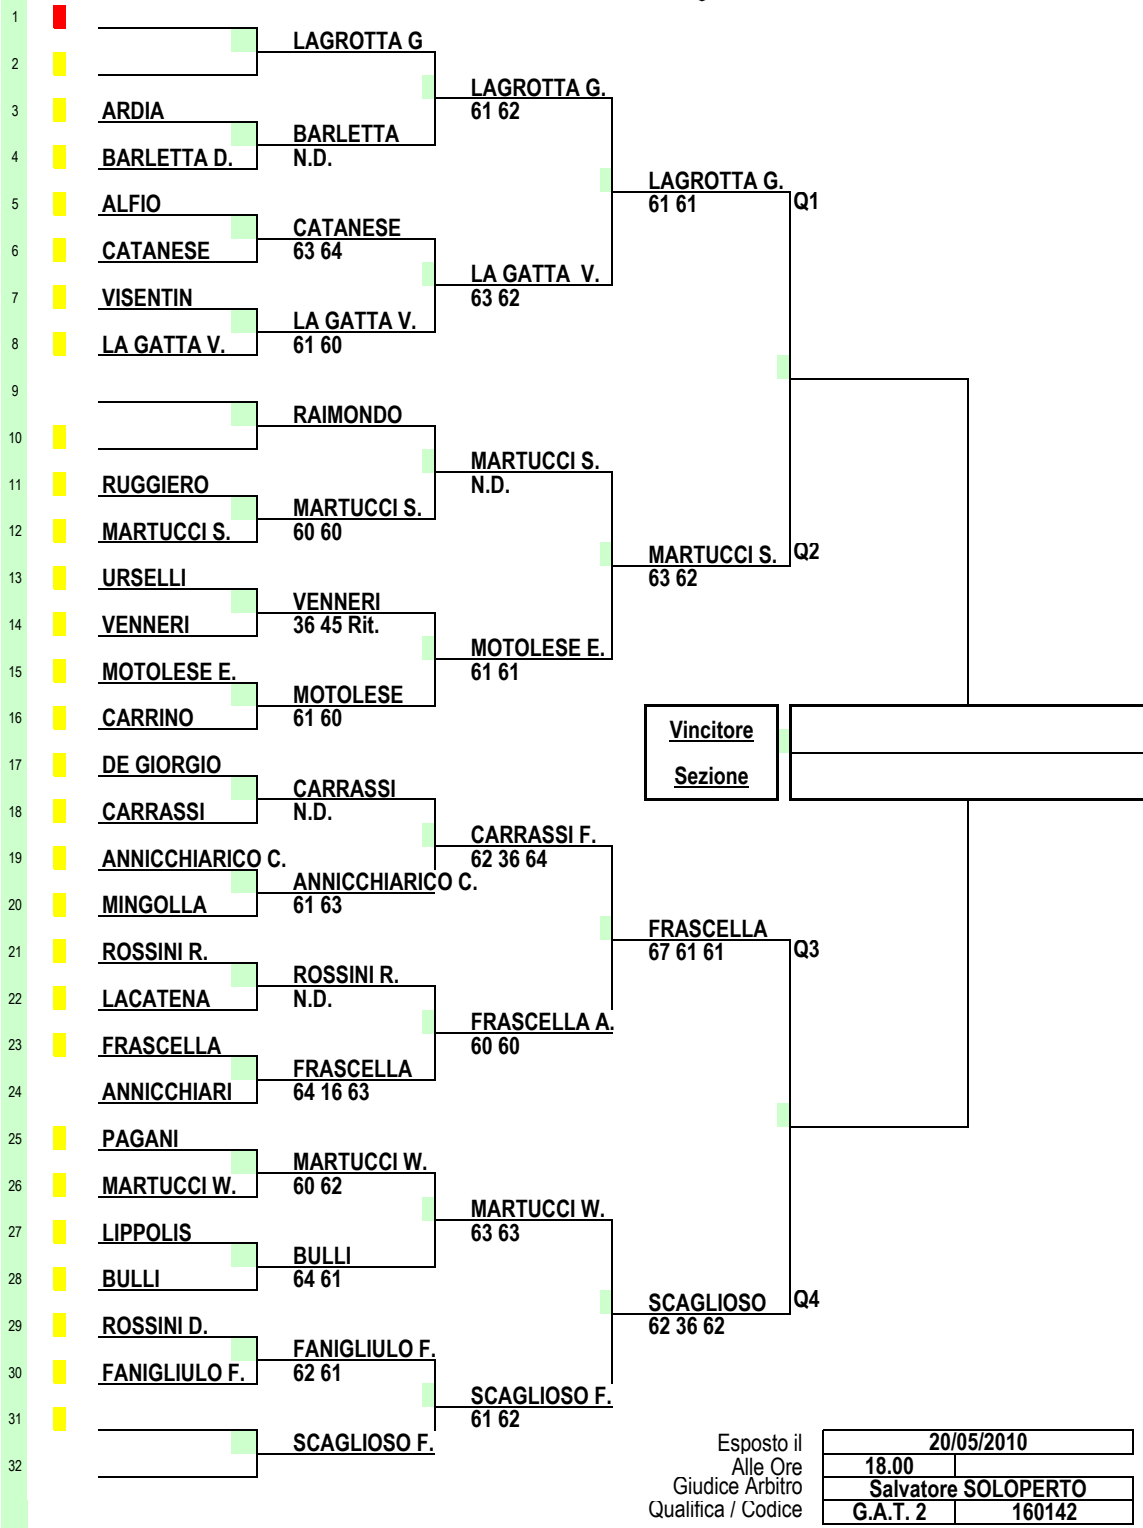 1
LAGROTTA G
2
LAGROTTA G.
3 ARDIA 61 62
BARLETTA
4 BARLETTA D. N.D.
LAGROTTA G.
5 ALFIO 61 61 Q1
CATANESE
6 CATANESE 63 64
LA GATTA V.
7 VISENTIN 63 62
LA GATTA V.
8 LA GATTA V. 61 60
9
RAIMONDO
10
MARTUCCI S.
11 RUGGIERO N.D.
MARTUCCI S.
12 MARTUCCI S. 60 60
MARTUCCI S. Q2
13 URSELLI 63 62
VENNERI
14 VENNERI 36 45 Rit.
MOTOLESE E.
15 MOTOLESE E. 61 61
MOTOLESE
16 CARRINO 61 60
Vincitore
17 DE GIORGIO
Sezione
CARRASSI
18 CARRASSI N.D.
CARRASSI F.
19 ANNICCHIARICO C. 62 36 64
ANNICCHIARICO C.
20 MINGOLLA 61 63
FRASCELLA
21 ROSSINI R. 67 61 61 Q3
ROSSINI R.
22 LACATENA N.D.
FRASCELLA A.
23 FRASCELLA 60 60
FRASCELLA
24 ANNICCHIARI 64 16 63
25 PAGANI
MARTUCCI W.
26 MARTUCCI W. 60 62
MARTUCCI W.
27 LIPPOLIS 63 63
BULLI
28 BULLI 64 61
SCAGLIOSO Q4
29 ROSSINI D. 62 36 62
FANIGLIULO F.
30 FANIGLIULO F. 62 61
SCAGLIOSO F.
31 61 62
SCAGLIOSO F.
32
Esposto il 20/05/2010
Alle Ore 18.00
Giudice Arbitro Salvatore SOLOPERTO
Qualifica / Codice G.A.T. 2 160142